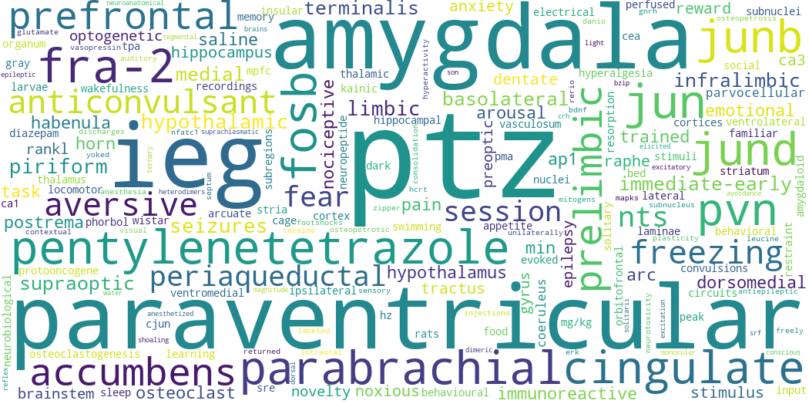 neuroanatomical
prefrontal
glutamate
memory
brains
vasopressin
tpa
segmental
optogenetic
insular
terminalis
saline
hippocampus
anxiety
electrical
perfused
gnrh
reward
subnuclei
danio
osteopetrosis
cea
light
social
junb
ca3
amygdala
organum
epileptic
gray
fra-2
auditory
medial
mpfc
larvae
wakefulness
recordings
thalamic
kainic
hyperactivity
son
rerio
bzip
hyperalgesia
infralimbic
parvocellular
anticonvulsant
fosb
nociceptive
limbic
dentate
basolateral
bdnf
crh
resorption
jun
emotional
cortices
ventrolateral
diazepam
habenula
hypothalamic
nfatc1
suprachiasmatic
neuropeptide
hippocampal
consolidation
arousal
vasculosum
trained
familiar
rankl
horn
discharges
yoked
ieg
subregions
ternary
ptz
dark
preoptic
pma
ap1
raphe
elicited
stimuli
excitatory
jund
striatum
piriform
thalamus
task
locomotor
anesthesia
heterodimers
septum
fear
hcrt
nuclei
mitogens
.bed
immediate-early
mapks
lateral
avoidance
amygdaloid
ca1
aversive
contextual
postrema
phorbol
wistar
arcuate
stria
cage
footshocks
cortex
pain
zipper
session
appetite
prelimbic
solitary
nts
subnucleus
laminae
plasticity
pvn
behavioral
leucine
restraint
visual
seizures
cocaine
osteopetrotic
swimming
unilaterally
pentylenetetrazole
min
evoked
epilepsy
freezing
arc
convulsions
protooncogene
periaqueductal
hypothalamus
supraoptic
water
ventromedial
magnitude
ipsilateral
sensory
tractus
gyrus
coeruleus
orbitofrontal
circuits
dorsomedial
antiepileptic
neurobiological
reflex
paraventricular
anesthetized
cjun
shoaling
hz
rats
labeled
food
injections
mg/kg
solitarii
neurotoxicity
excitation
peak
srf
freely
osteoclastogenesis
learning
returned
intraoral
dimeric
erk
monocular
conscious
accumbens
dorsal
parabrachial
cingulate
brainstem
sleep
osteoclast
sre
novelty
noxious
behavioural
immunoreactive
stimulus
input